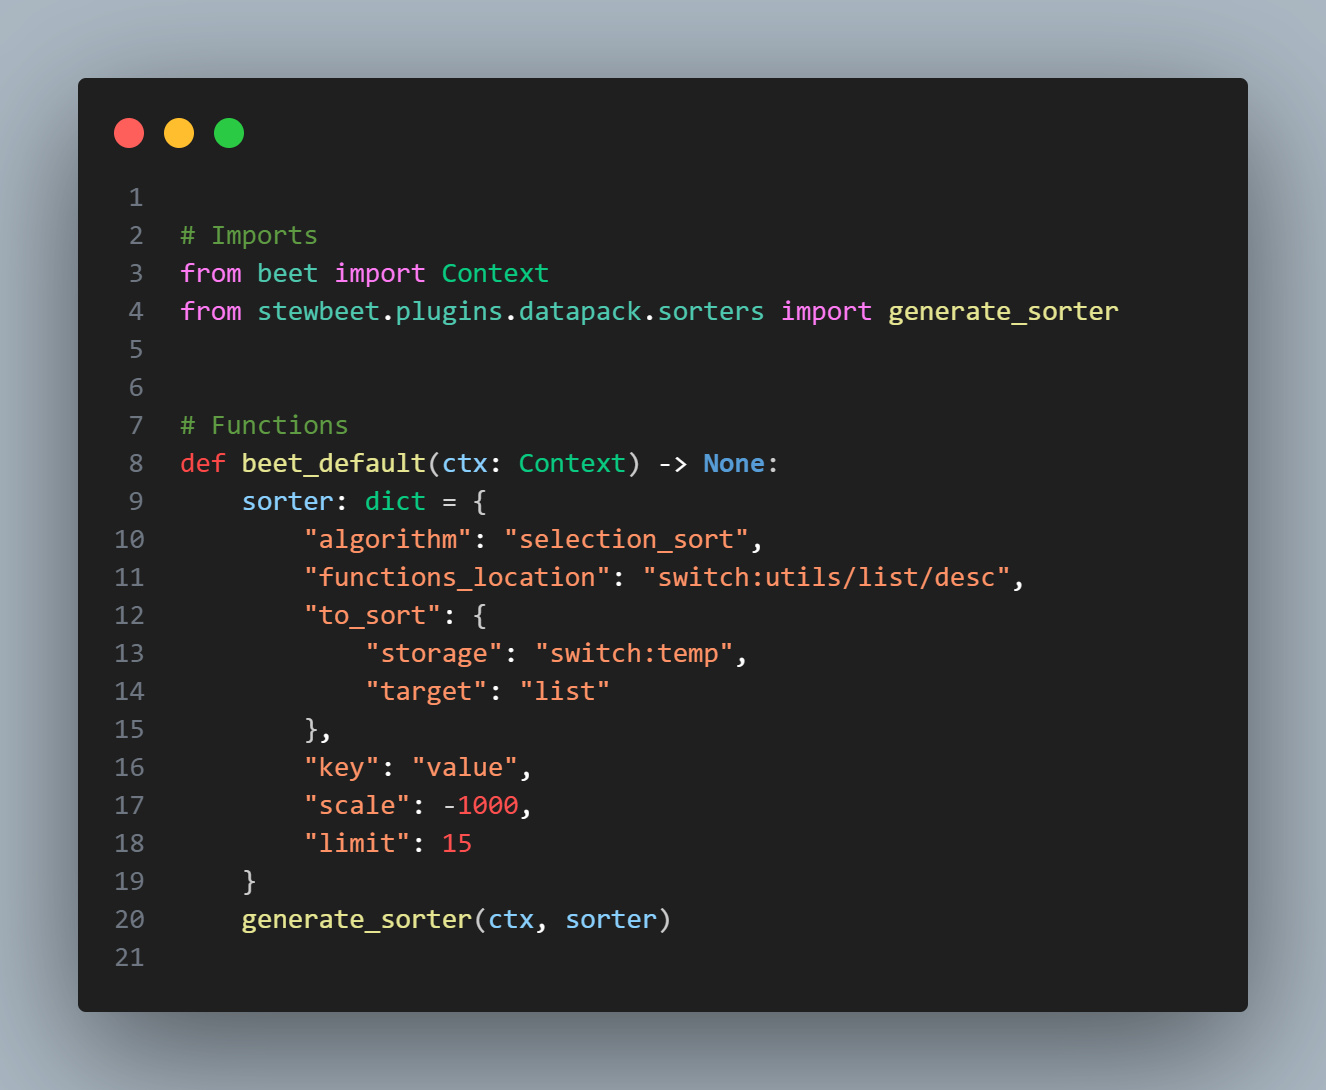 1
2 # Imports
3 from beet import Context
4 from stewbeet.plugins.datapack.sorters import generate_sorter
5
6
7 # Functions
8 def beet_default(ctx: Context) -> None:
9     sorter: dict = {
10         "algorithm": "selection_sort",
11         "functions_location": "switch:utils/list/desc",
12         "to_sort": {
13             "storage": "switch:temp",
14             "target": "list"
15         },
16         "key": "value",
17         "scale": -1000,
18         "limit": 15
19     }
20     generate_sorter(ctx, sorter)
21